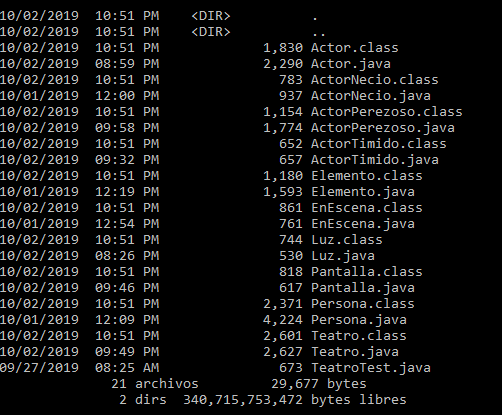 10/02/2019  10:51 PM    <DIR>          .
10/02/2019  10:51 PM    <DIR>          ..
10/02/2019  10:51 PM             1,830 Actor.class
10/02/2019  08:59 PM             2,290 Actor.java
10/02/2019  10:51 PM               783 ActorNecio.class
10/01/2019  12:00 PM               937 ActorNecio.java
10/02/2019  10:51 PM             1,154 ActorPerezoso.class
10/02/2019  09:58 PM             1,774 ActorPerezoso.java
10/02/2019  10:51 PM               652 ActorTimido.class
10/02/2019  09:32 PM               657 ActorTimido.java
10/02/2019  10:51 PM             1,180 Elemento.class
10/01/2019  12:19 PM             1,593 Elemento.java
10/02/2019  10:51 PM               861 EnEscena.class
10/01/2019  12:54 PM               761 EnEscena.java
10/02/2019  10:51 PM               744 Luz.class
10/02/2019  08:26 PM               530 Luz.java
10/02/2019  10:51 PM               818 Pantalla.class
10/02/2019  09:46 PM               617 Pantalla.java
10/02/2019  10:51 PM             2,371 Persona.class
10/01/2019  12:09 PM             4,224 Persona.java
10/02/2019  10:51 PM             2,601 Teatro.class
10/02/2019  09:49 PM             2,627 Teatro.java
09/27/2019  08:25 AM               673 TeatroTest.java
21 archivos         29,677 bytes
2 dirs  340,715,753,472 bytes libres